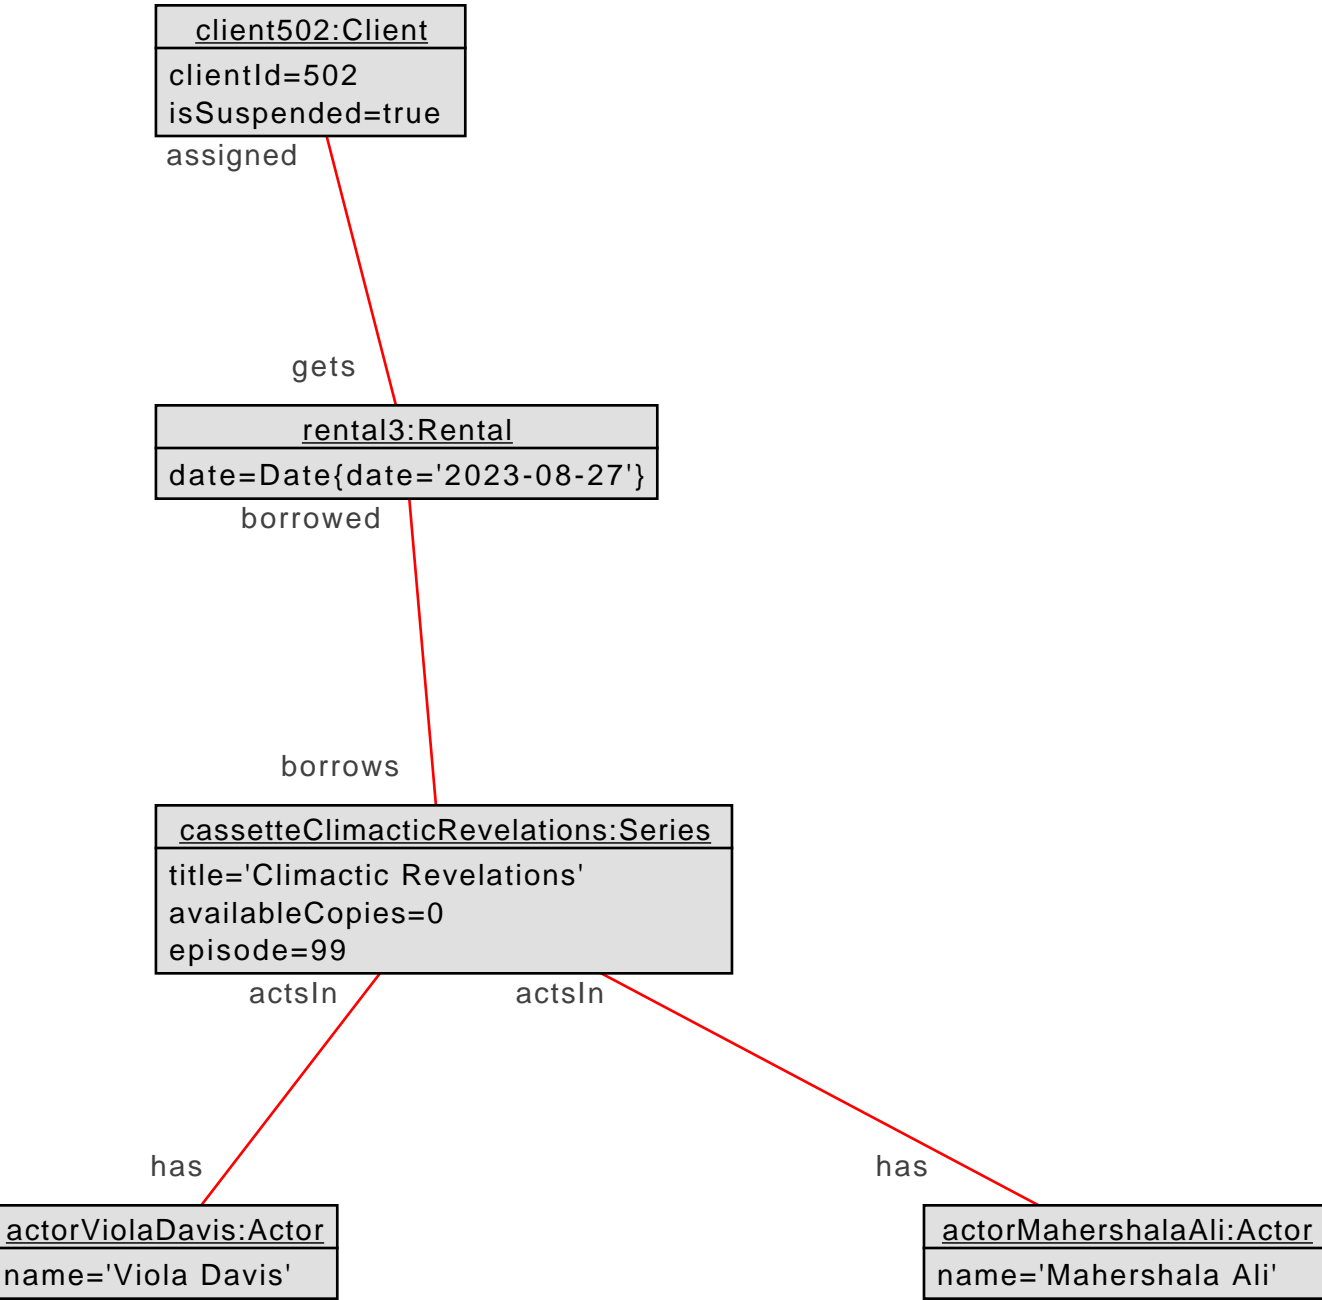 client502:Client
clientId=502
isSuspended=true
assigned
gets
rental3:Rental
date=Date{date='2023-08-27'}
borrowed
borrows
cassetteClimacticRevelations:Series
title='Climactic Revelations'
availableCopies=0
episode=99
actsIn
actsIn
has
has
actorViolaDavis:Actor
name='Viola Davis'
actorMahershalaAli:Actor
name='Mahershala Ali'